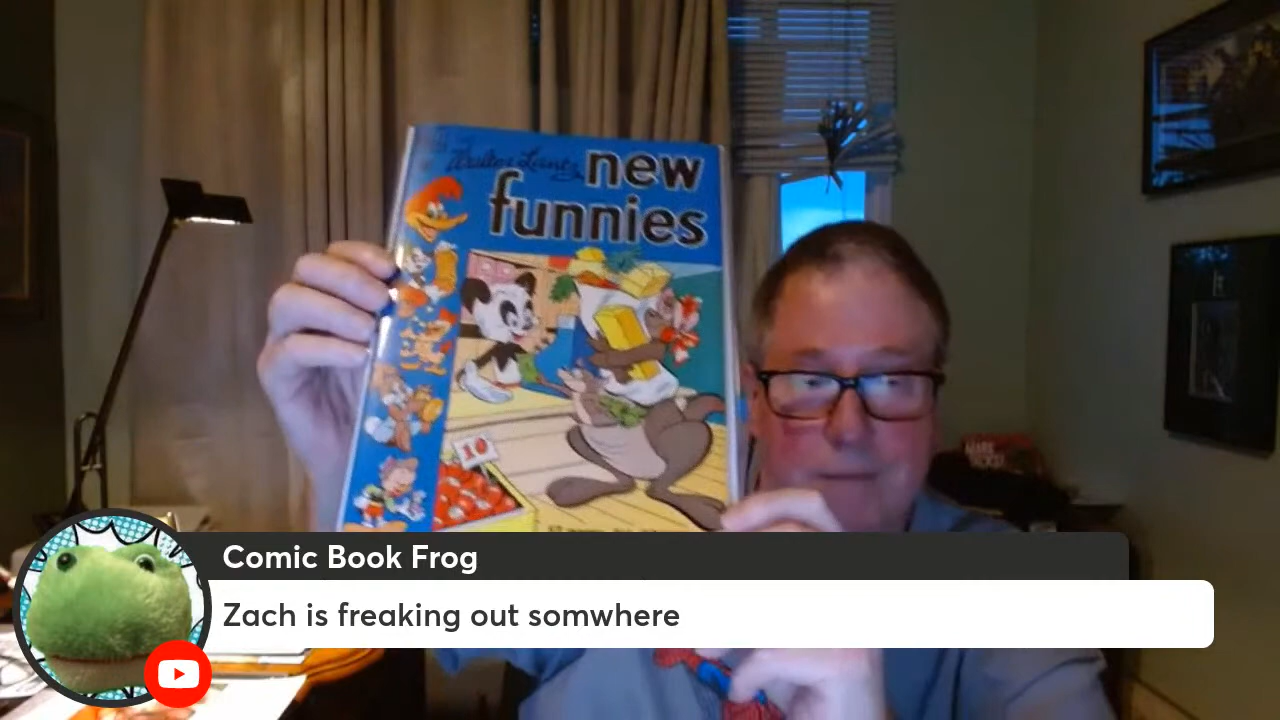 Walter Lantz
new
funnies
10
Comic Book Frog
Zach is freaking out somwhere